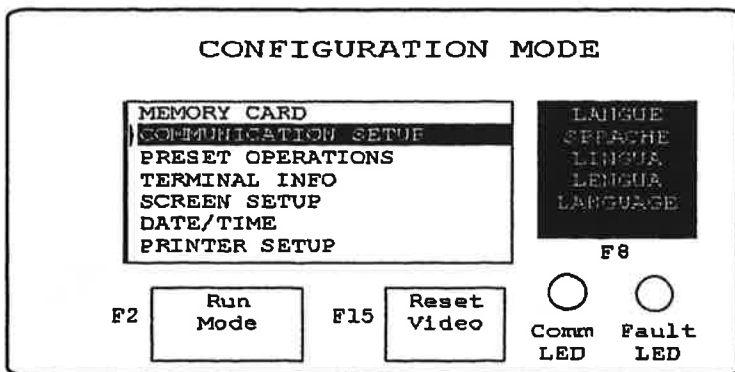 CONFIGURATION MODE
MEMORY CARD
COMMUNICATION SETUP
PRESET OPERATIONS
TERMINAL INFO
SCREEN SETUP
DATE/TIME
PRINTER SETUP
LANGUE
SPRACHE
LINGUA
LENGUA
LANGUAGE
F8
F2
Run
Mode
F15
Reset
Video
Comm
LED
Fault
LED